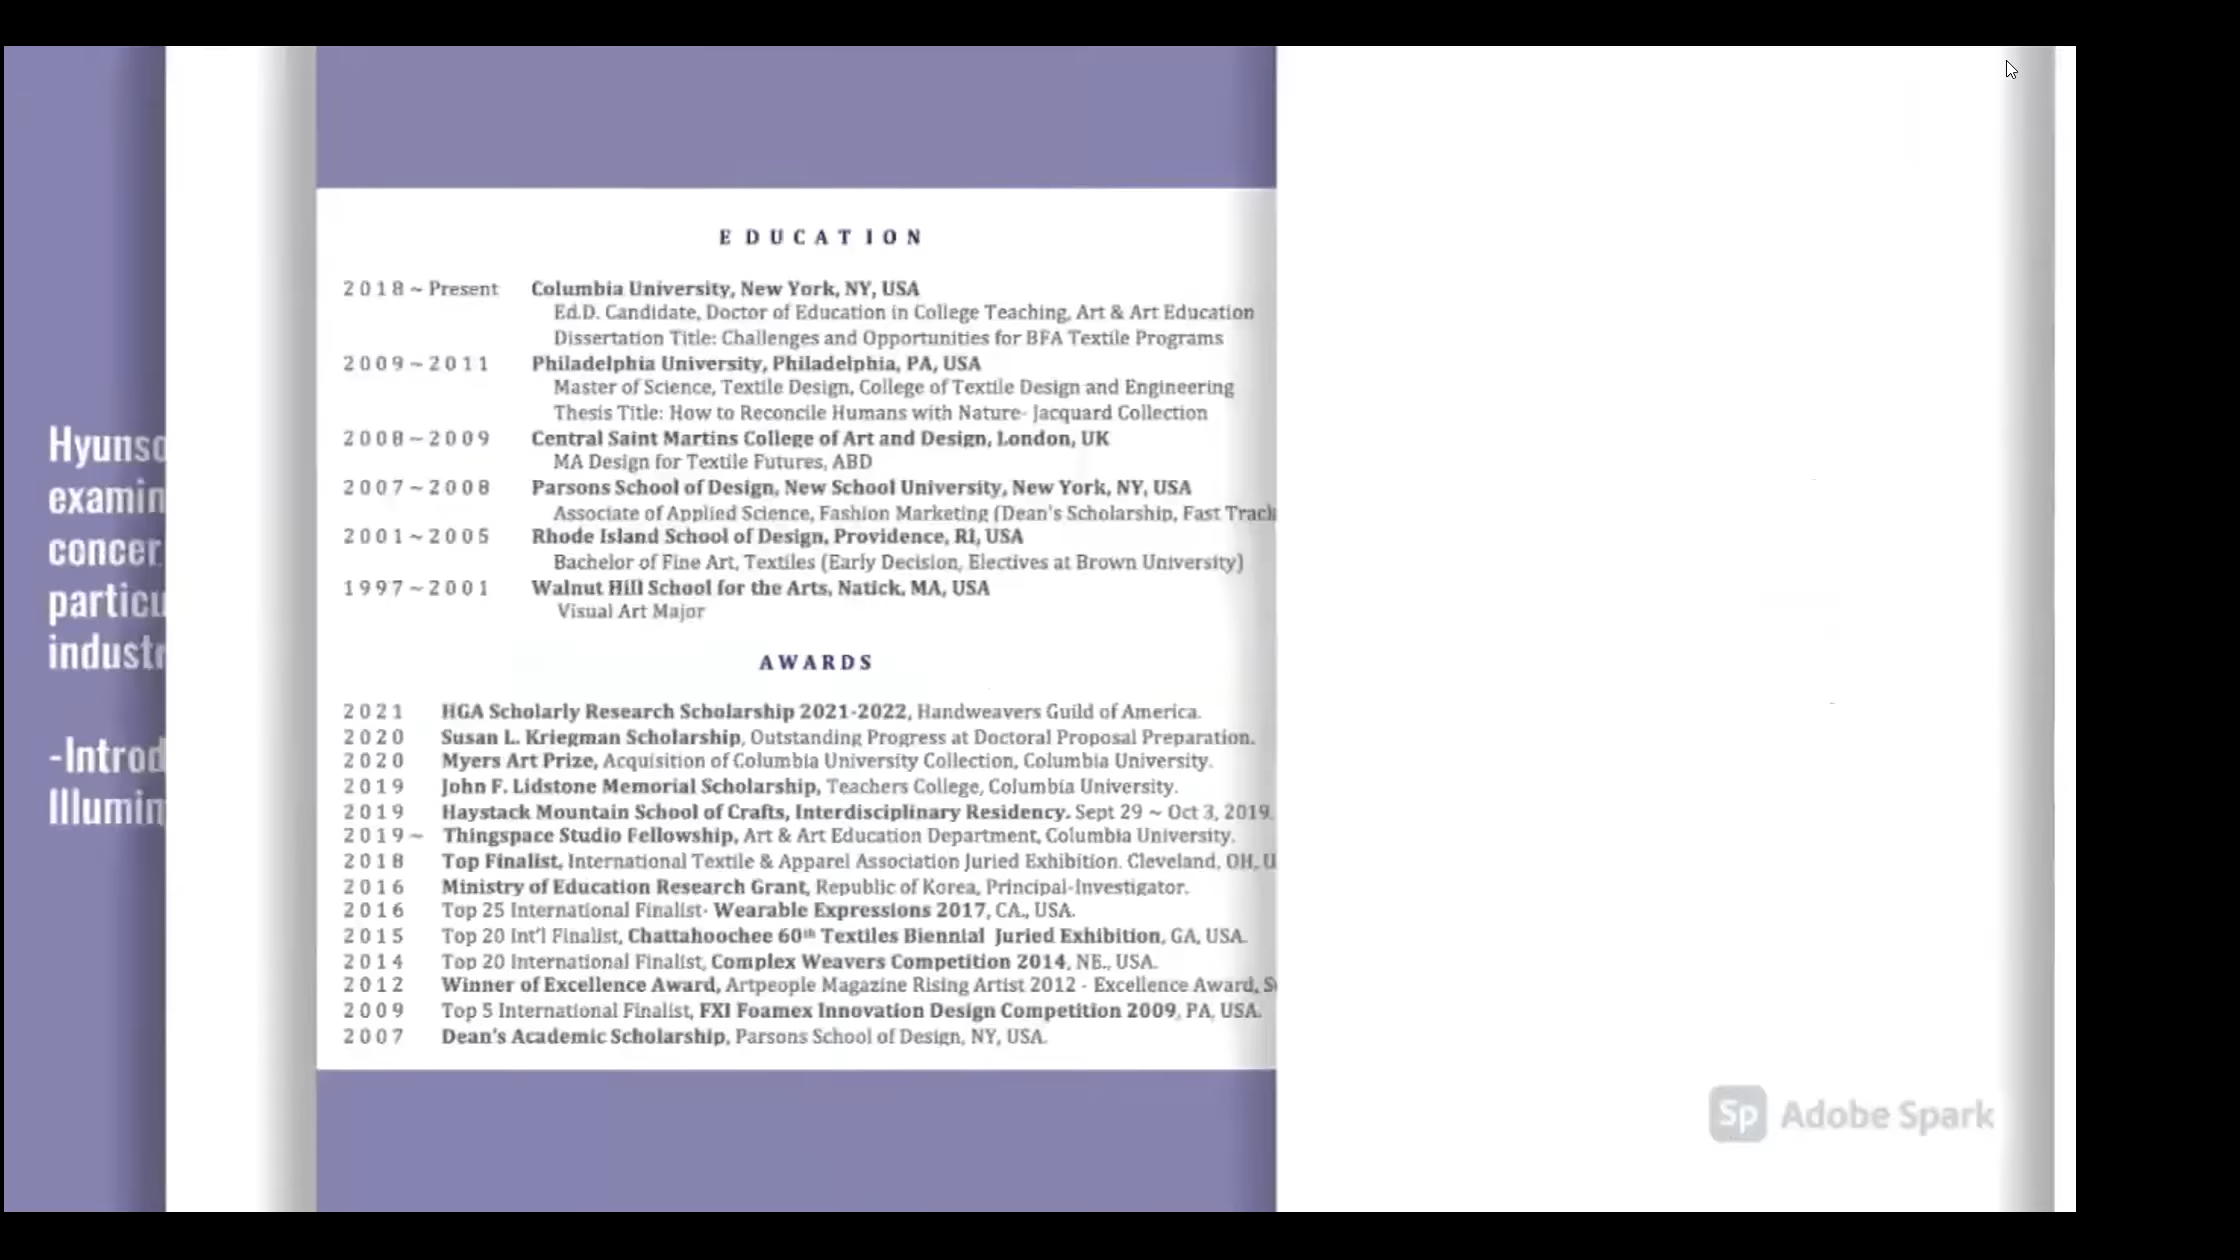 Hyunso
examin
concer
particu
industr
-Introd
Illumin
EDUCATION
2018 ~ Present Columbia University, New York, NY, USA
Ed.D. Candidate, Doctor of Education in College Teaching, Art & Art Education
Dissertation Title: Challenges and Opportunities for BFA Textile Programs
2009 ~ 2011 Philadelphia University, Philadelphia, PA, USA
Master of Science, Textile Design, College of Textile Design and Engineering
Thesis Title: How to Reconcile Humans with Nature- Jacquard Collection
2008 ~ 2009 Central Saint Martins College of Art and Design, London, UK
MA Design for Textile Futures, ABD
2007 ~ 2008 Parsons School of Design, New School University, New York, NY, USA
Associate of Applied Science, Fashion Marketing (Dean's Scholarship, Fast Track
2001 ~ 2005 Rhode Island School of Design, Providence, RI, USA
Bachelor of Fine Art, Textiles (Early Decision, Electives at Brown University)
1997 ~ 2001 Walnut Hill School for the Arts, Natick, MA, USA
Visual Art Major
AWARDS
2021 HGA Scholarly Research Scholarship 2021-2022, Handweavers Guild of America.
2020 Susan L. Kriegman Scholarship, Outstanding Progress at Doctoral Proposal Preparation.
2020 Myers Art Prize, Acquisition of Columbia University Collection, Columbia University.
2019 John F. Lidstone Memorial Scholarship, Teachers College, Columbia University.
2019 Haystack Mountain School of Crafts, Interdisciplinary Residency. Sept 29 ~ Oct 3, 2019.
2019 ~ Thingspace Studio Fellowship, Art & Art Education Department, Columbia University.
2018 Top Finalist, International Textile & Apparel Association Juried Exhibition. Cleveland, OH, U
2016 Ministry of Education Research Grant, Republic of Korea, Principal-Investigator.
2016 Top 25 International Finalist- Wearable Expressions 2017, CA., USA.
2015 Top 20 Int'l Finalist, Chattahoochee 60th Textiles Biennial Juried Exhibition, GA, USA.
2014 Top 20 International Finalist, Complex Weavers Competition 2014, NE., USA.
2012 Winner of Excellence Award, Artpeople Magazine Rising Artist 2012 - Excellence Award, S
2009 Top 5 International Finalist, FXI Foamex Innovation Design Competition 2009, PA, USA.
2007 Dean's Academic Scholarship, Parsons School of Design, NY, USA.
Sp Adobe Spark